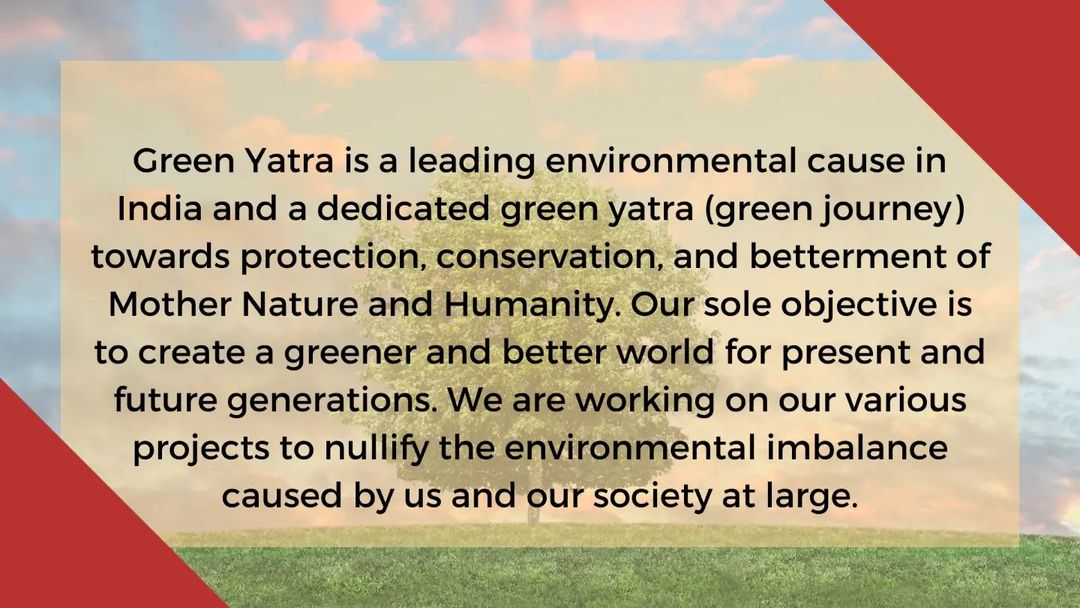 Green Yatra is a leading environmental cause in
India and a dedicated green yatra (green journey)
towards protection, conservation, and betterment of
Mother Nature and Humanity. Our sole objective is
to create a greener and better world for present and
future generations. We are working on our various
projects to nullify the environmental imbalance
caused by us and our society at large.